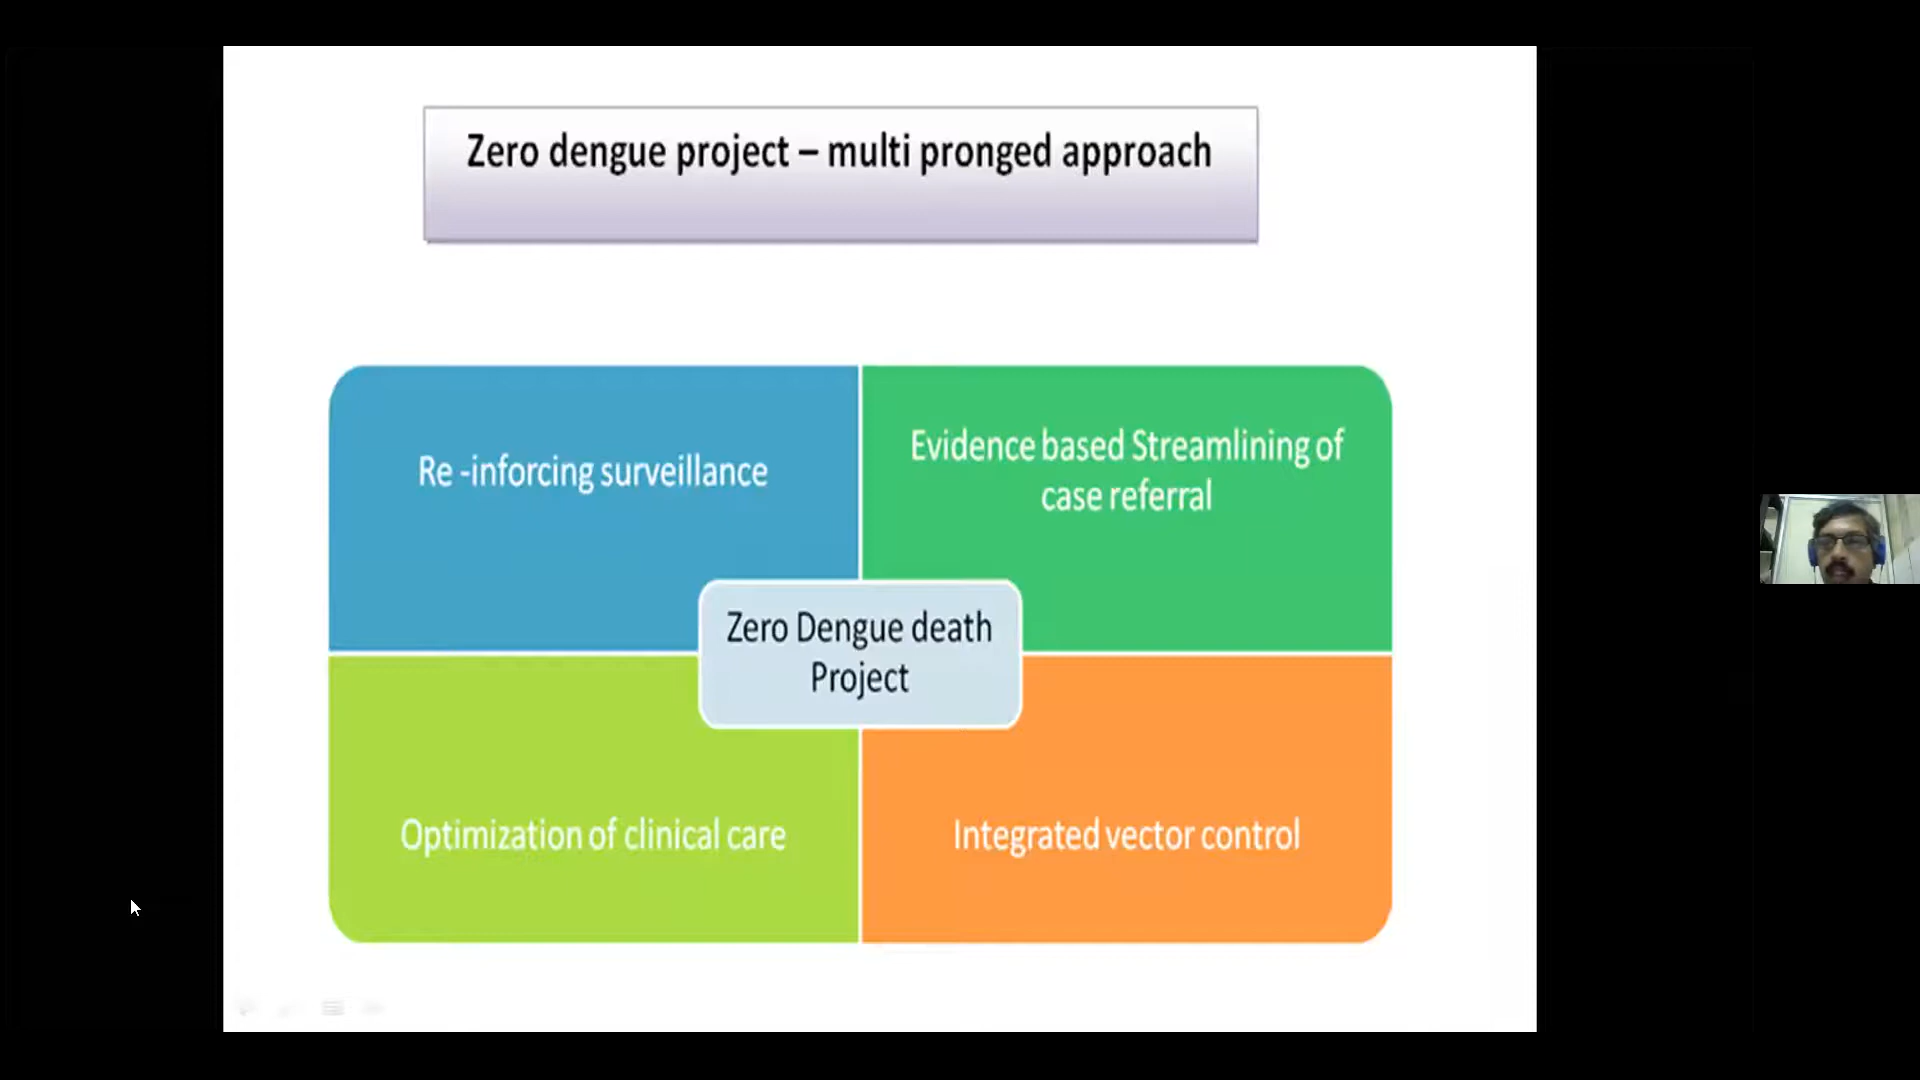 Zero dengue project – multi pronged approach
Re -inforcing surveillance
Evidence based Streamlining of
case referral
Zero Dengue death
Project
Optimization of clinical care
Integrated vector control